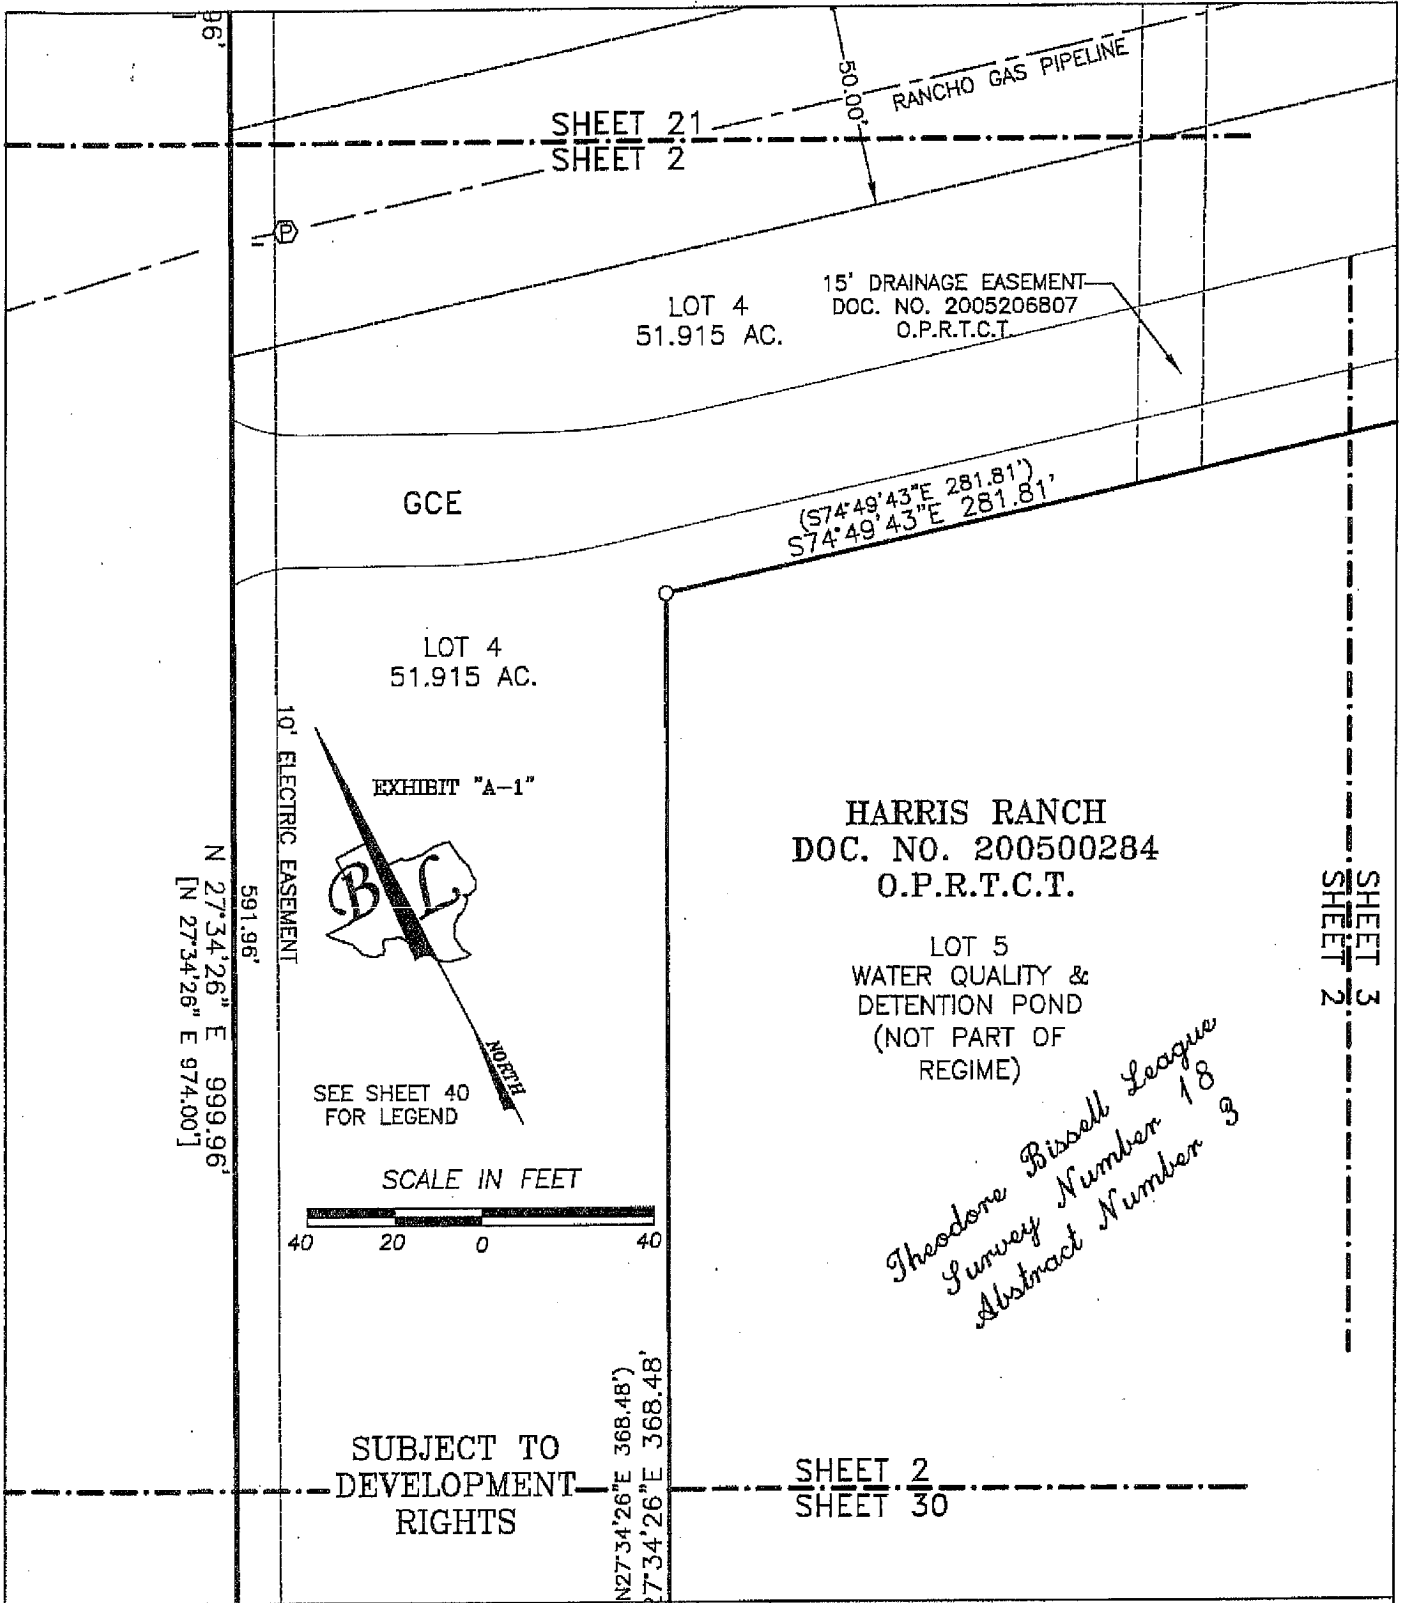 96'
50.00'
RANCHO GAS PIPELINE
SHEET 21
SHEET 2
P
LOT 4
51.915 AC.
15' DRAINAGE EASEMENT
DOC. NO. 2005206807
O.P.R.T.C.T.
GCE
(S74°49'43"E 281.81')
S74°49'43"E 281.81'
LOT 4
51.915 AC.
10' ELECTRIC EASEMENT
EXHIBIT "A-1"
B L
NORTH
SEE SHEET 40
FOR LEGEND
591.96'
N 27°34'26" E 999.96'
[N 27°34'26" E 974.00']
SCALE IN FEET
40 20 0 40
HARRIS RANCH
DOC. NO. 200500284
O.P.R.T.C.T.
LOT 5
WATER QUALITY &
DETENTION POND
(NOT PART OF
REGIME)
SHEET 3
SHEET 2
Theodore Bissell League
Survey Number 18
Abstract Number 3
SUBJECT TO
DEVELOPMENT
RIGHTS
N27°34'26"E 368.48')
27°34'26"E 368.48'
SHEET 2
SHEET 30